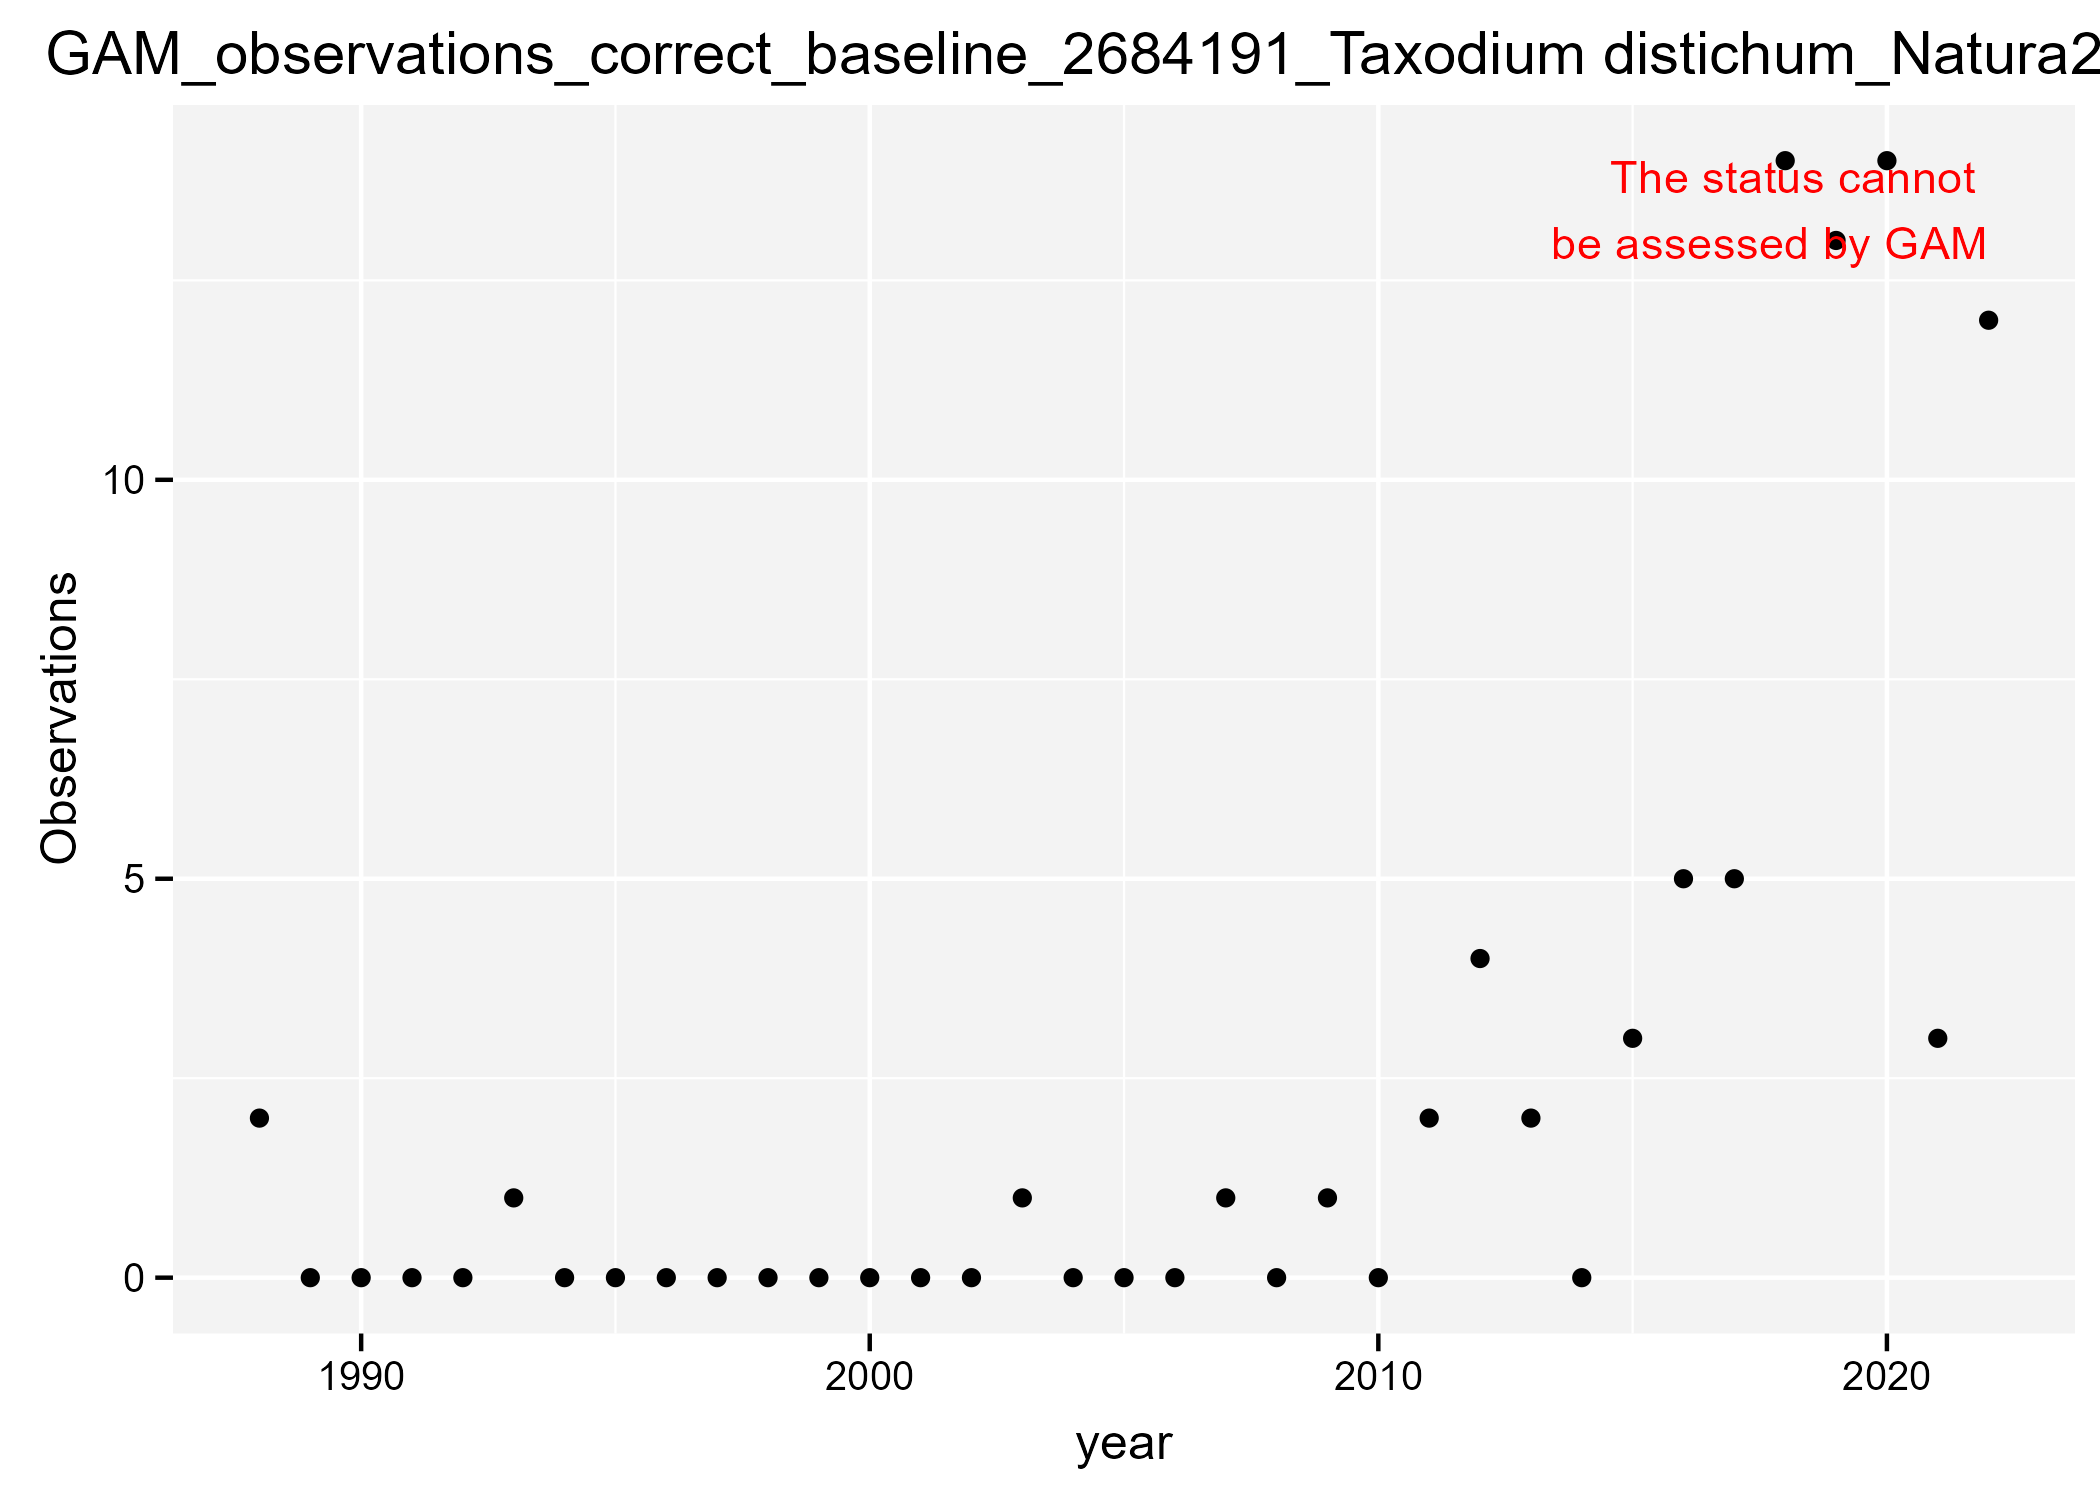 GAM_observations_correct_baseline_2684191_Taxodium distichum_Natura2
The status cannot
be assessed by GAM
10
5
0
Observations
1990 2000 2010 2020
year